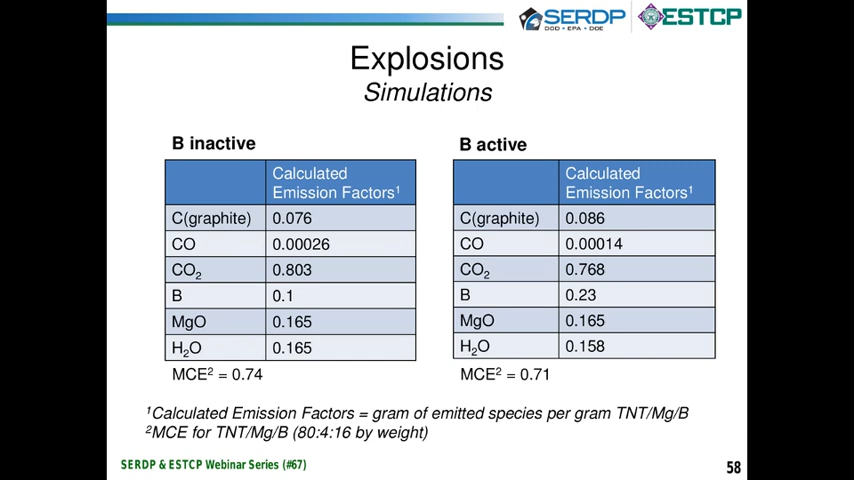 SERDP
DOD • EPA • DOE
ESTCP
Explosions
Simulations
B inactive
Calculated
Emission Factors¹
C(graphite) 0.076
CO 0.00026
CO₂ 0.803
B 0.1
MgO 0.165
H₂O 0.165
MCE² = 0.74
B active
Calculated
Emission Factors¹
C(graphite) 0.086
CO 0.00014
CO₂ 0.768
B 0.23
MgO 0.165
H₂O 0.158
MCE² = 0.71
¹Calculated Emission Factors = gram of emitted species per gram TNT/Mg/B
²MCE for TNT/Mg/B (80:4:16 by weight)
SERDP & ESTCP Webinar Series (#67)
58